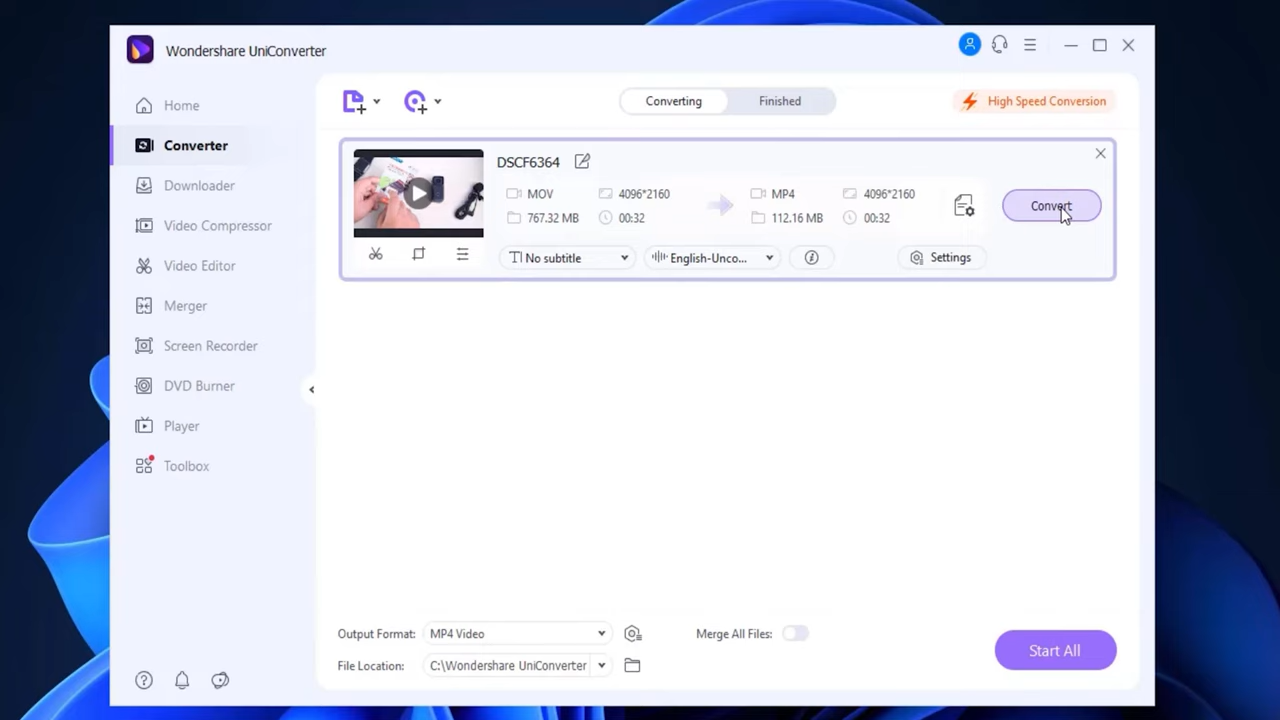 Wondershare UniConverter
Home
Converter
Downloader
Video Compressor
Video Editor
Merger
Screen Recorder
DVD Burner
Player
Toolbox
Converting Finished
High Speed Conversion
DSCF6364
MOV 4096*2160 MP4 4096*2160
767.32 MB 00:32 112.16 MB 00:32
Convert
No subtitle English-Unco... Settings
Output Format: MP4 Video Merge All Files:
File Location: C:\Wondershare UniConverter
Start All